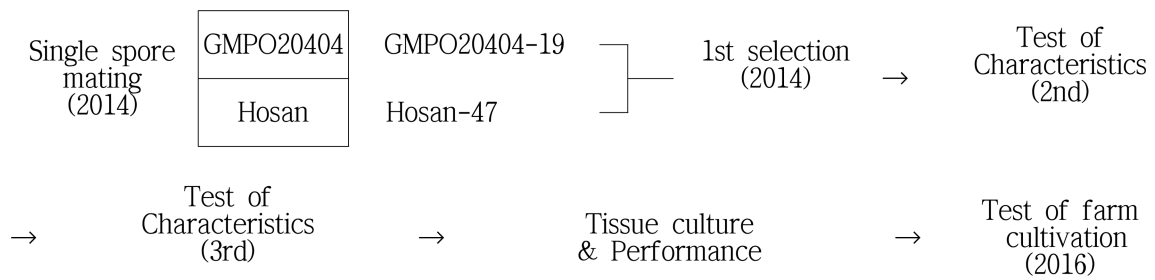 Single spore
mating
(2014)
GMPO20404
Hosan
GMPO20404-19
Hosan-47
1st selection
(2014)
→
Test of
Characteristics
(2nd)
→
Test of
Characteristics
(3rd)
→
Tissue culture
& Performance
→
Test of farm
cultivation
(2016)